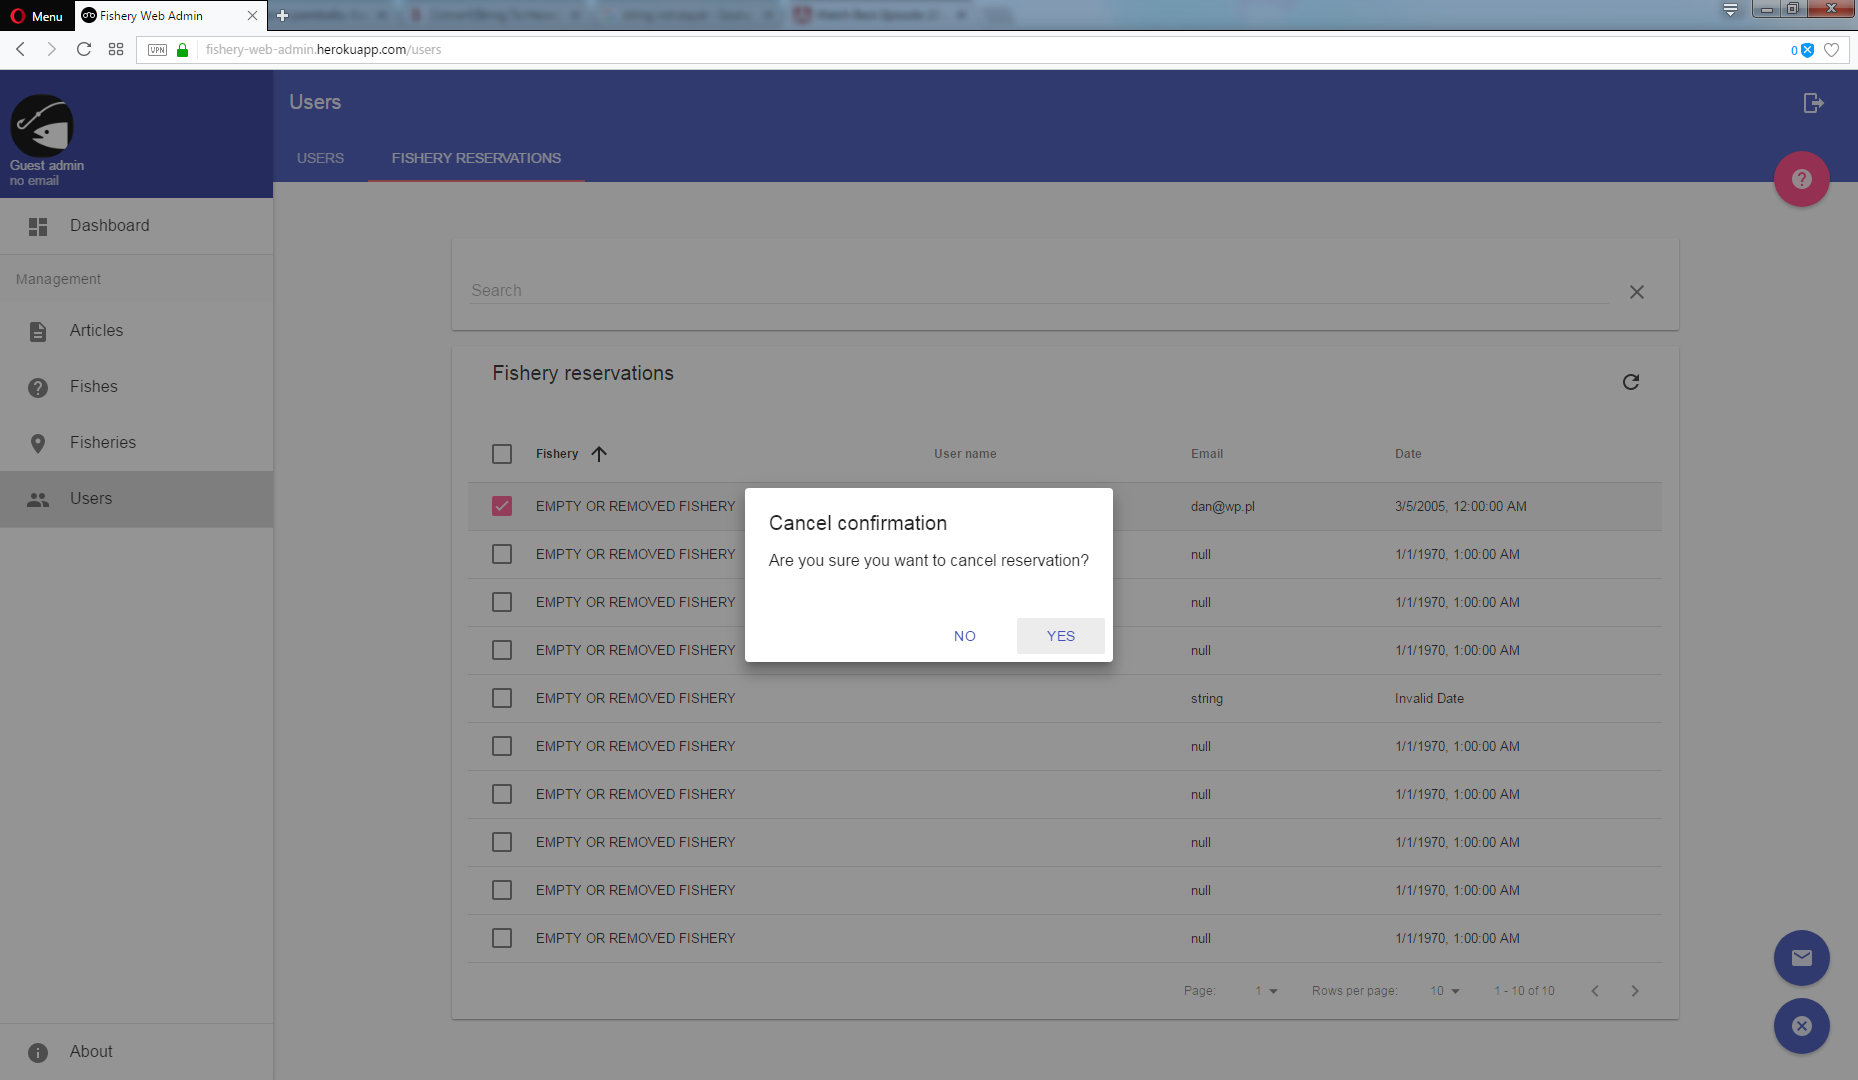 Menu
Fishery Web Admin
VPN
fishery-web-admin.herokuapp.com/users
0
Guest admin
no email
Users
USERS
FISHERY RESERVATIONS
Dashboard
Management
Articles
Fishes
Fisheries
Users
About
Search
Fishery reservations
Fishery User name Email Date
EMPTY OR REMOVED FISHERY dan@wp.pl 3/5/2005, 12:00:00 AM
EMPTY OR REMOVED FISHERY null 1/1/1970, 1:00:00 AM
EMPTY OR REMOVED FISHERY null 1/1/1970, 1:00:00 AM
EMPTY OR REMOVED FISHERY null 1/1/1970, 1:00:00 AM
EMPTY OR REMOVED FISHERY string Invalid Date
EMPTY OR REMOVED FISHERY null 1/1/1970, 1:00:00 AM
EMPTY OR REMOVED FISHERY null 1/1/1970, 1:00:00 AM
EMPTY OR REMOVED FISHERY null 1/1/1970, 1:00:00 AM
EMPTY OR REMOVED FISHERY null 1/1/1970, 1:00:00 AM
EMPTY OR REMOVED FISHERY null 1/1/1970, 1:00:00 AM
Page: 1 Rows per page: 10 1 - 10 of 10
Cancel confirmation
Are you sure you want to cancel reservation?
NO
YES